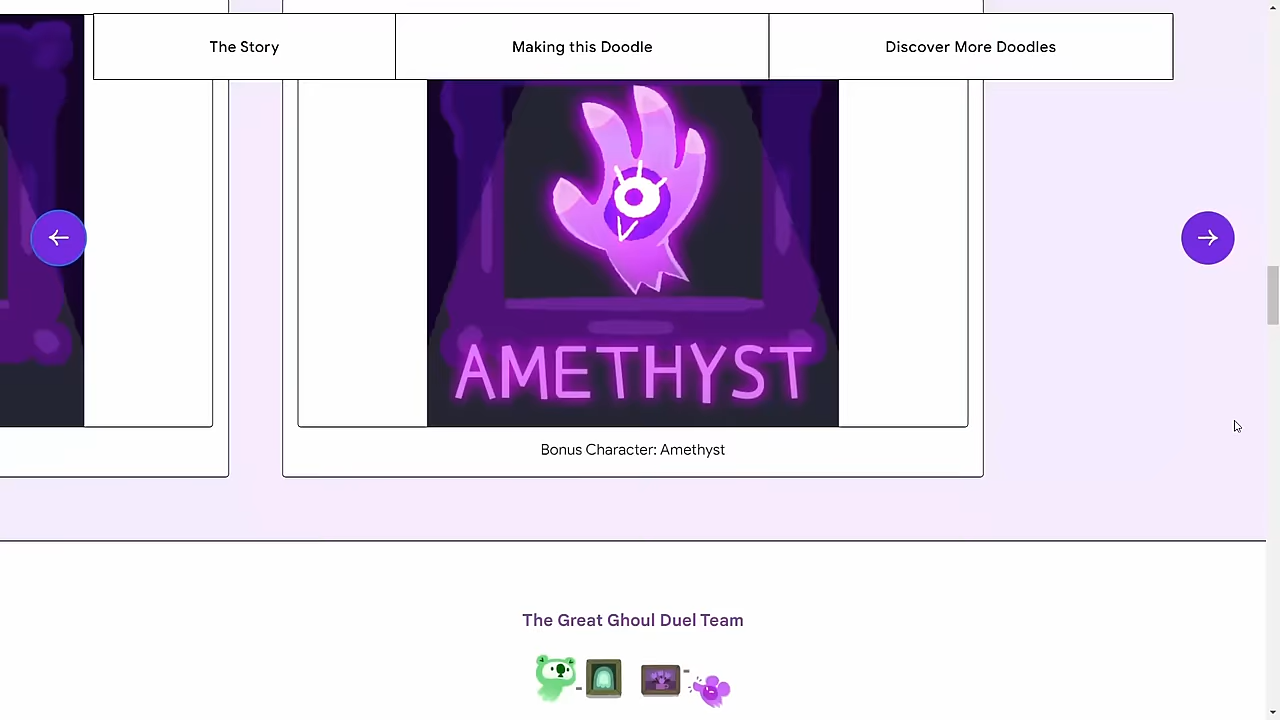 The Story
Making this Doodle
Discover More Doodles
AMETHYST
Bonus Character: Amethyst
The Great Ghoul Duel Team